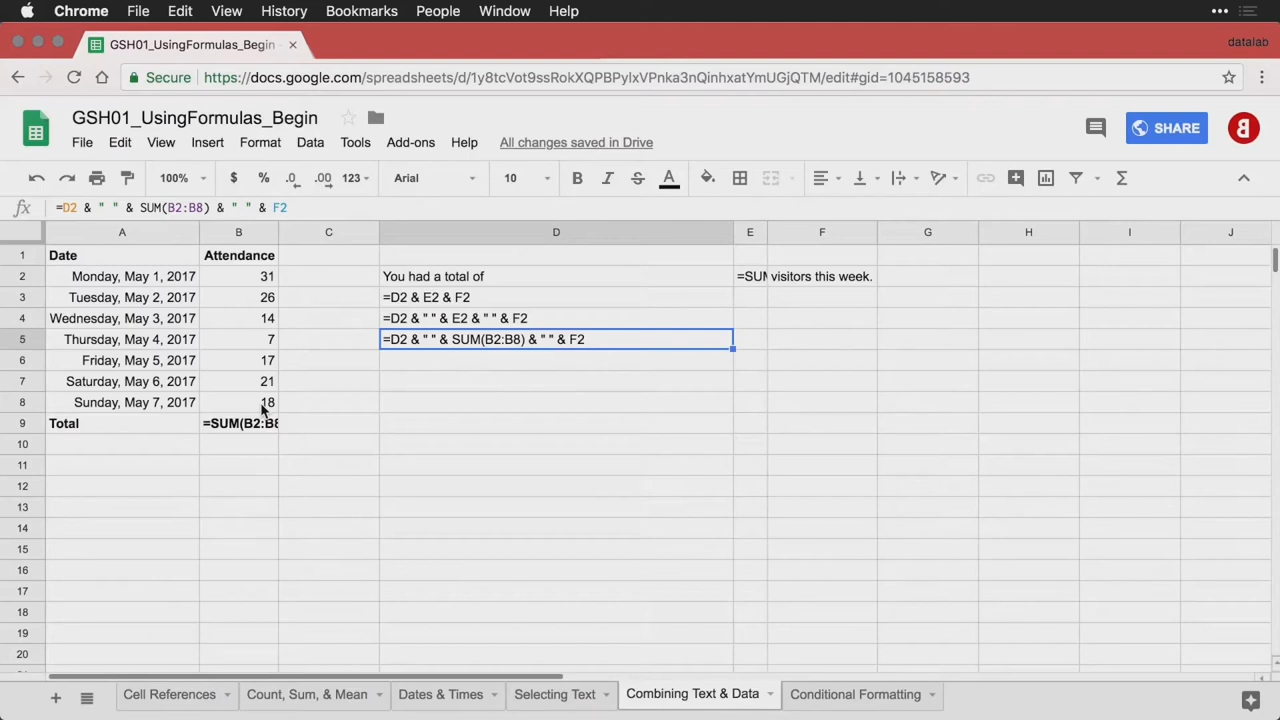 Chrome File Edit View History Bookmarks People Window Help
GSH01_UsingFormulas_Begin
datalab
Secure https://docs.google.com/spreadsheets/d/1y8tcVot9ssRokXQPBPylxVPnka3nQinhxatYmUGjQTM/edit#gid=1045158593
GSH01_UsingFormulas_Begin
SHARE
File Edit View Insert Format Data Tools Add-ons Help All changes saved in Drive
100% $ % .0 .00 123 Arial 10 B I S A Σ
fx =D2 & " " & SUM(B2:B8) & " " & F2
A B C D E F G H I J
1 Date Attendance
2 Monday, May 1, 2017 31 You had a total of =SUM visitors this week.
3 Tuesday, May 2, 2017 26 =D2 & E2 & F2
4 Wednesday, May 3, 2017 14 =D2 & " " & E2 & " " & F2
5 Thursday, May 4, 2017 7 =D2 & " " & SUM(B2:B8) & " " & F2
6 Friday, May 5, 2017 17
7 Saturday, May 6, 2017 21
8 Sunday, May 7, 2017 18
9 Total =SUM(B2:B8
10
11
12
13
14
15
16
17
18
19
20
Cell References Count, Sum, & Mean Dates & Times Selecting Text Combining Text & Data Conditional Formatting